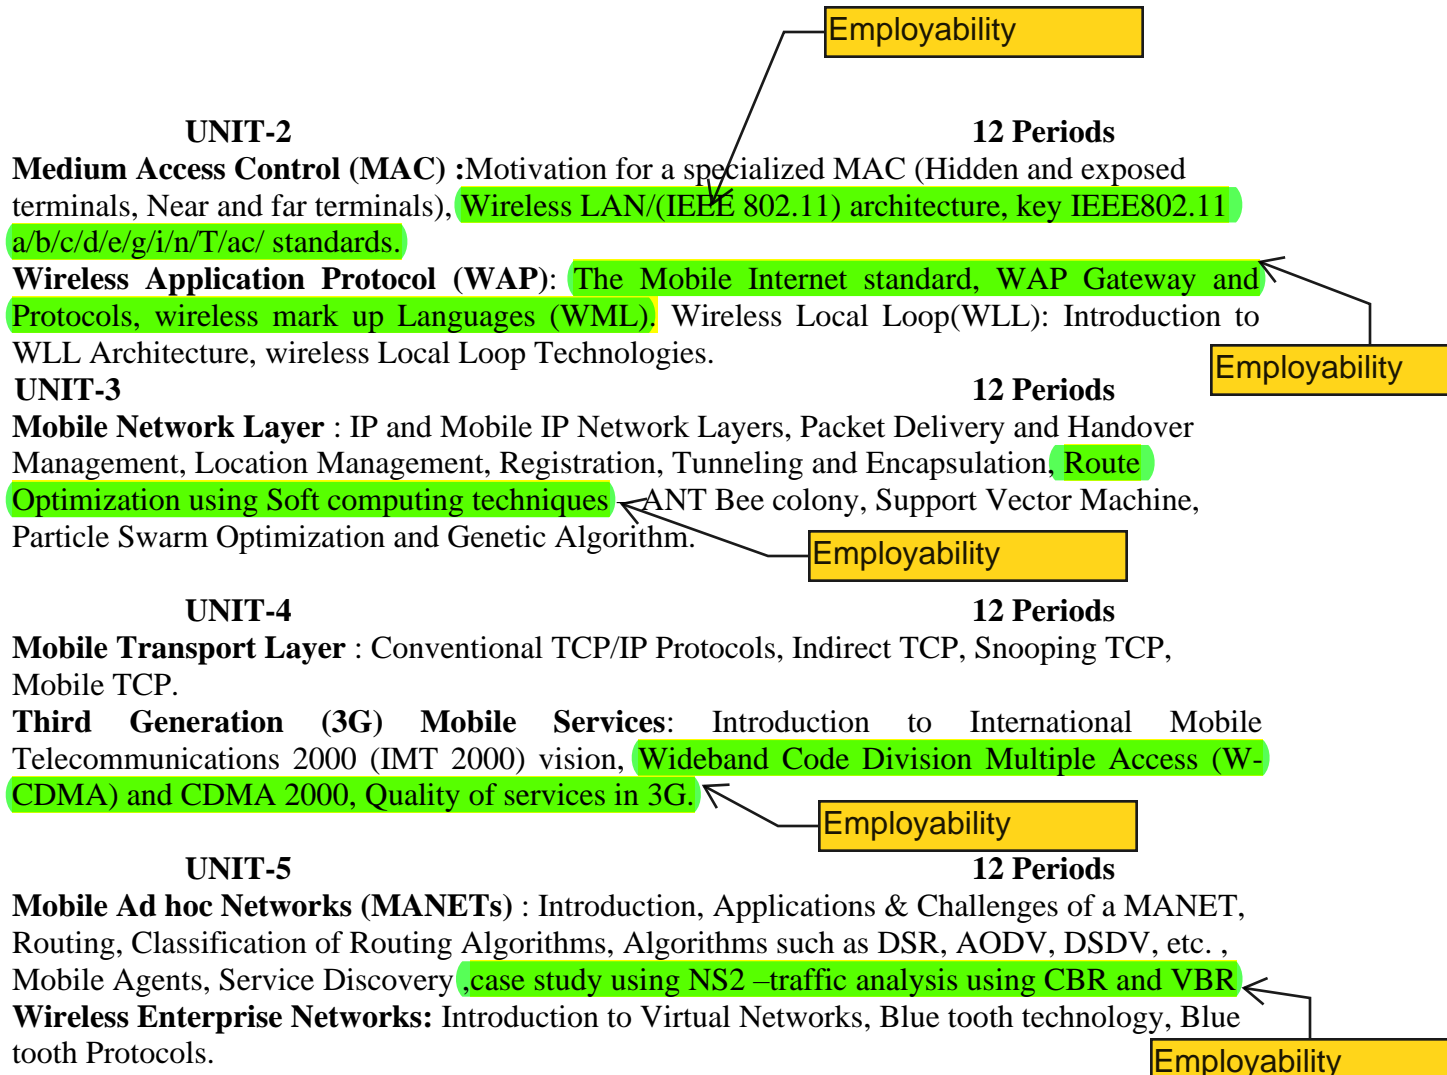 Employability
UNIT-2 12 Periods
Medium Access Control (MAC) :Motivation for a specialized MAC (Hidden and exposed
terminals, Near and far terminals), Wireless LAN/(IEEE 802.11) architecture, key IEEE802.11
a/b/c/d/e/g/i/n/T/ac/ standards.
Wireless Application Protocol (WAP): The Mobile Internet standard, WAP Gateway and
Protocols, wireless mark up Languages (WML). Wireless Local Loop(WLL): Introduction to
WLL Architecture, wireless Local Loop Technologies.
Employability
UNIT-3 12 Periods
Mobile Network Layer : IP and Mobile IP Network Layers, Packet Delivery and Handover
Management, Location Management, Registration, Tunneling and Encapsulation, Route
Optimization using Soft computing techniques – ANT Bee colony, Support Vector Machine,
Particle Swarm Optimization and Genetic Algorithm.
Employability
UNIT-4 12 Periods
Mobile Transport Layer : Conventional TCP/IP Protocols, Indirect TCP, Snooping TCP,
Mobile TCP.
Third Generation (3G) Mobile Services: Introduction to International Mobile
Telecommunications 2000 (IMT 2000) vision, Wideband Code Division Multiple Access (W-
CDMA) and CDMA 2000, Quality of services in 3G.
Employability
UNIT-5 12 Periods
Mobile Ad hoc Networks (MANETs) : Introduction, Applications & Challenges of a MANET,
Routing, Classification of Routing Algorithms, Algorithms such as DSR, AODV, DSDV, etc. ,
Mobile Agents, Service Discovery ,case study using NS2 –traffic analysis using CBR and VBR
Wireless Enterprise Networks: Introduction to Virtual Networks, Blue tooth technology, Blue
tooth Protocols.
Employability